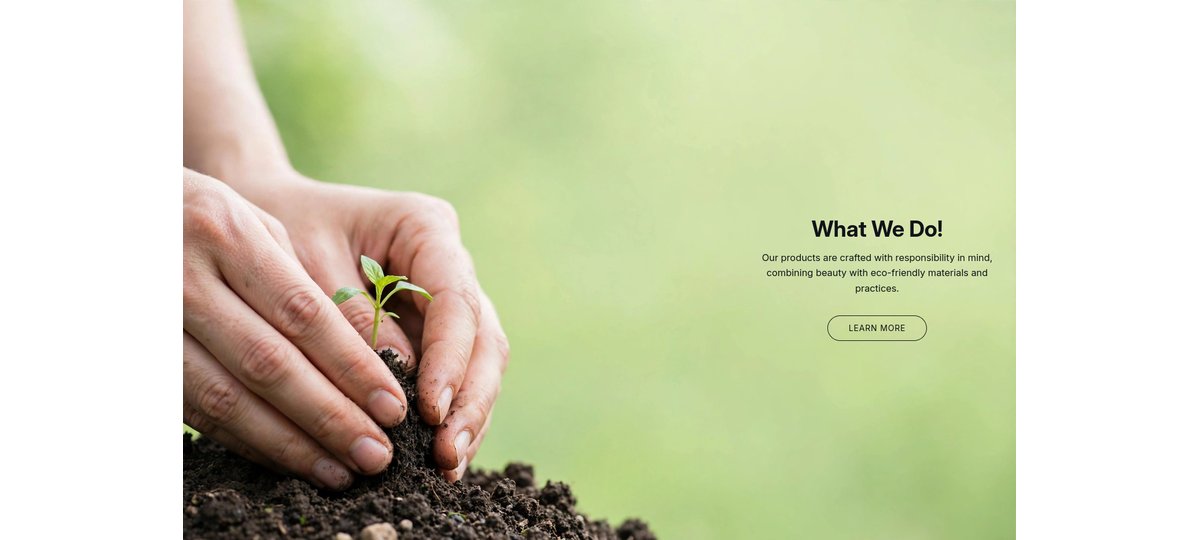 What We Do!
Our products are crafted with responsibility in mind,
combining beauty with eco-friendly materials and
practices.
LEARN MORE